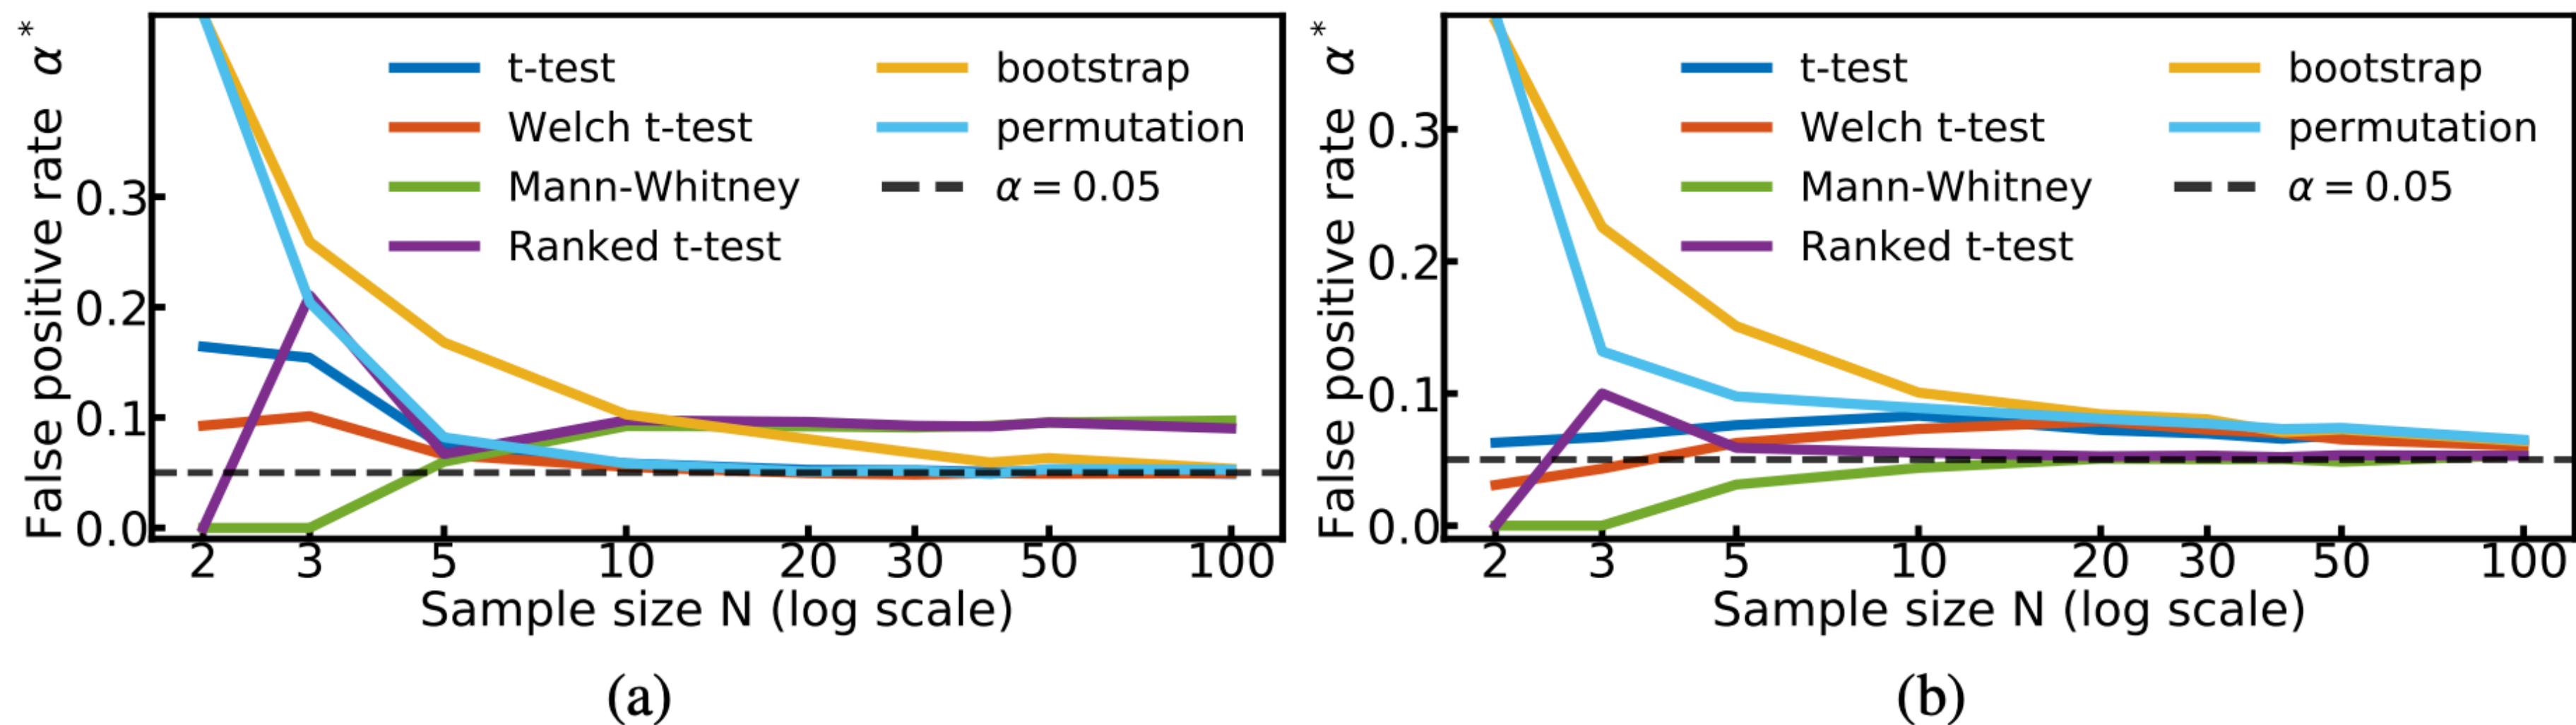 False positive rate α*
0.3
0.2
0.1
0.0
t-test
Welch t-test
Mann-Whitney
Ranked t-test
bootstrap
permutation
α = 0.05
2 3 5 10 20 30 50 100
Sample size N (log scale)
(a)
False positive rate α*
0.3
0.2
0.1
0.0
t-test
Welch t-test
Mann-Whitney
Ranked t-test
bootstrap
permutation
α = 0.05
2 3 5 10 20 30 50 100
Sample size N (log scale)
(b)